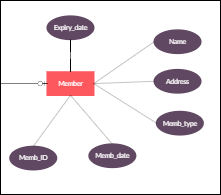 Expiry_date
Name
Member
Address
Memb_type
Memb_ID
Memb_date